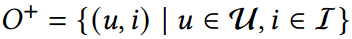 O⁺ = {(u, i) | u ∈ 𝒰, i ∈ ℐ}